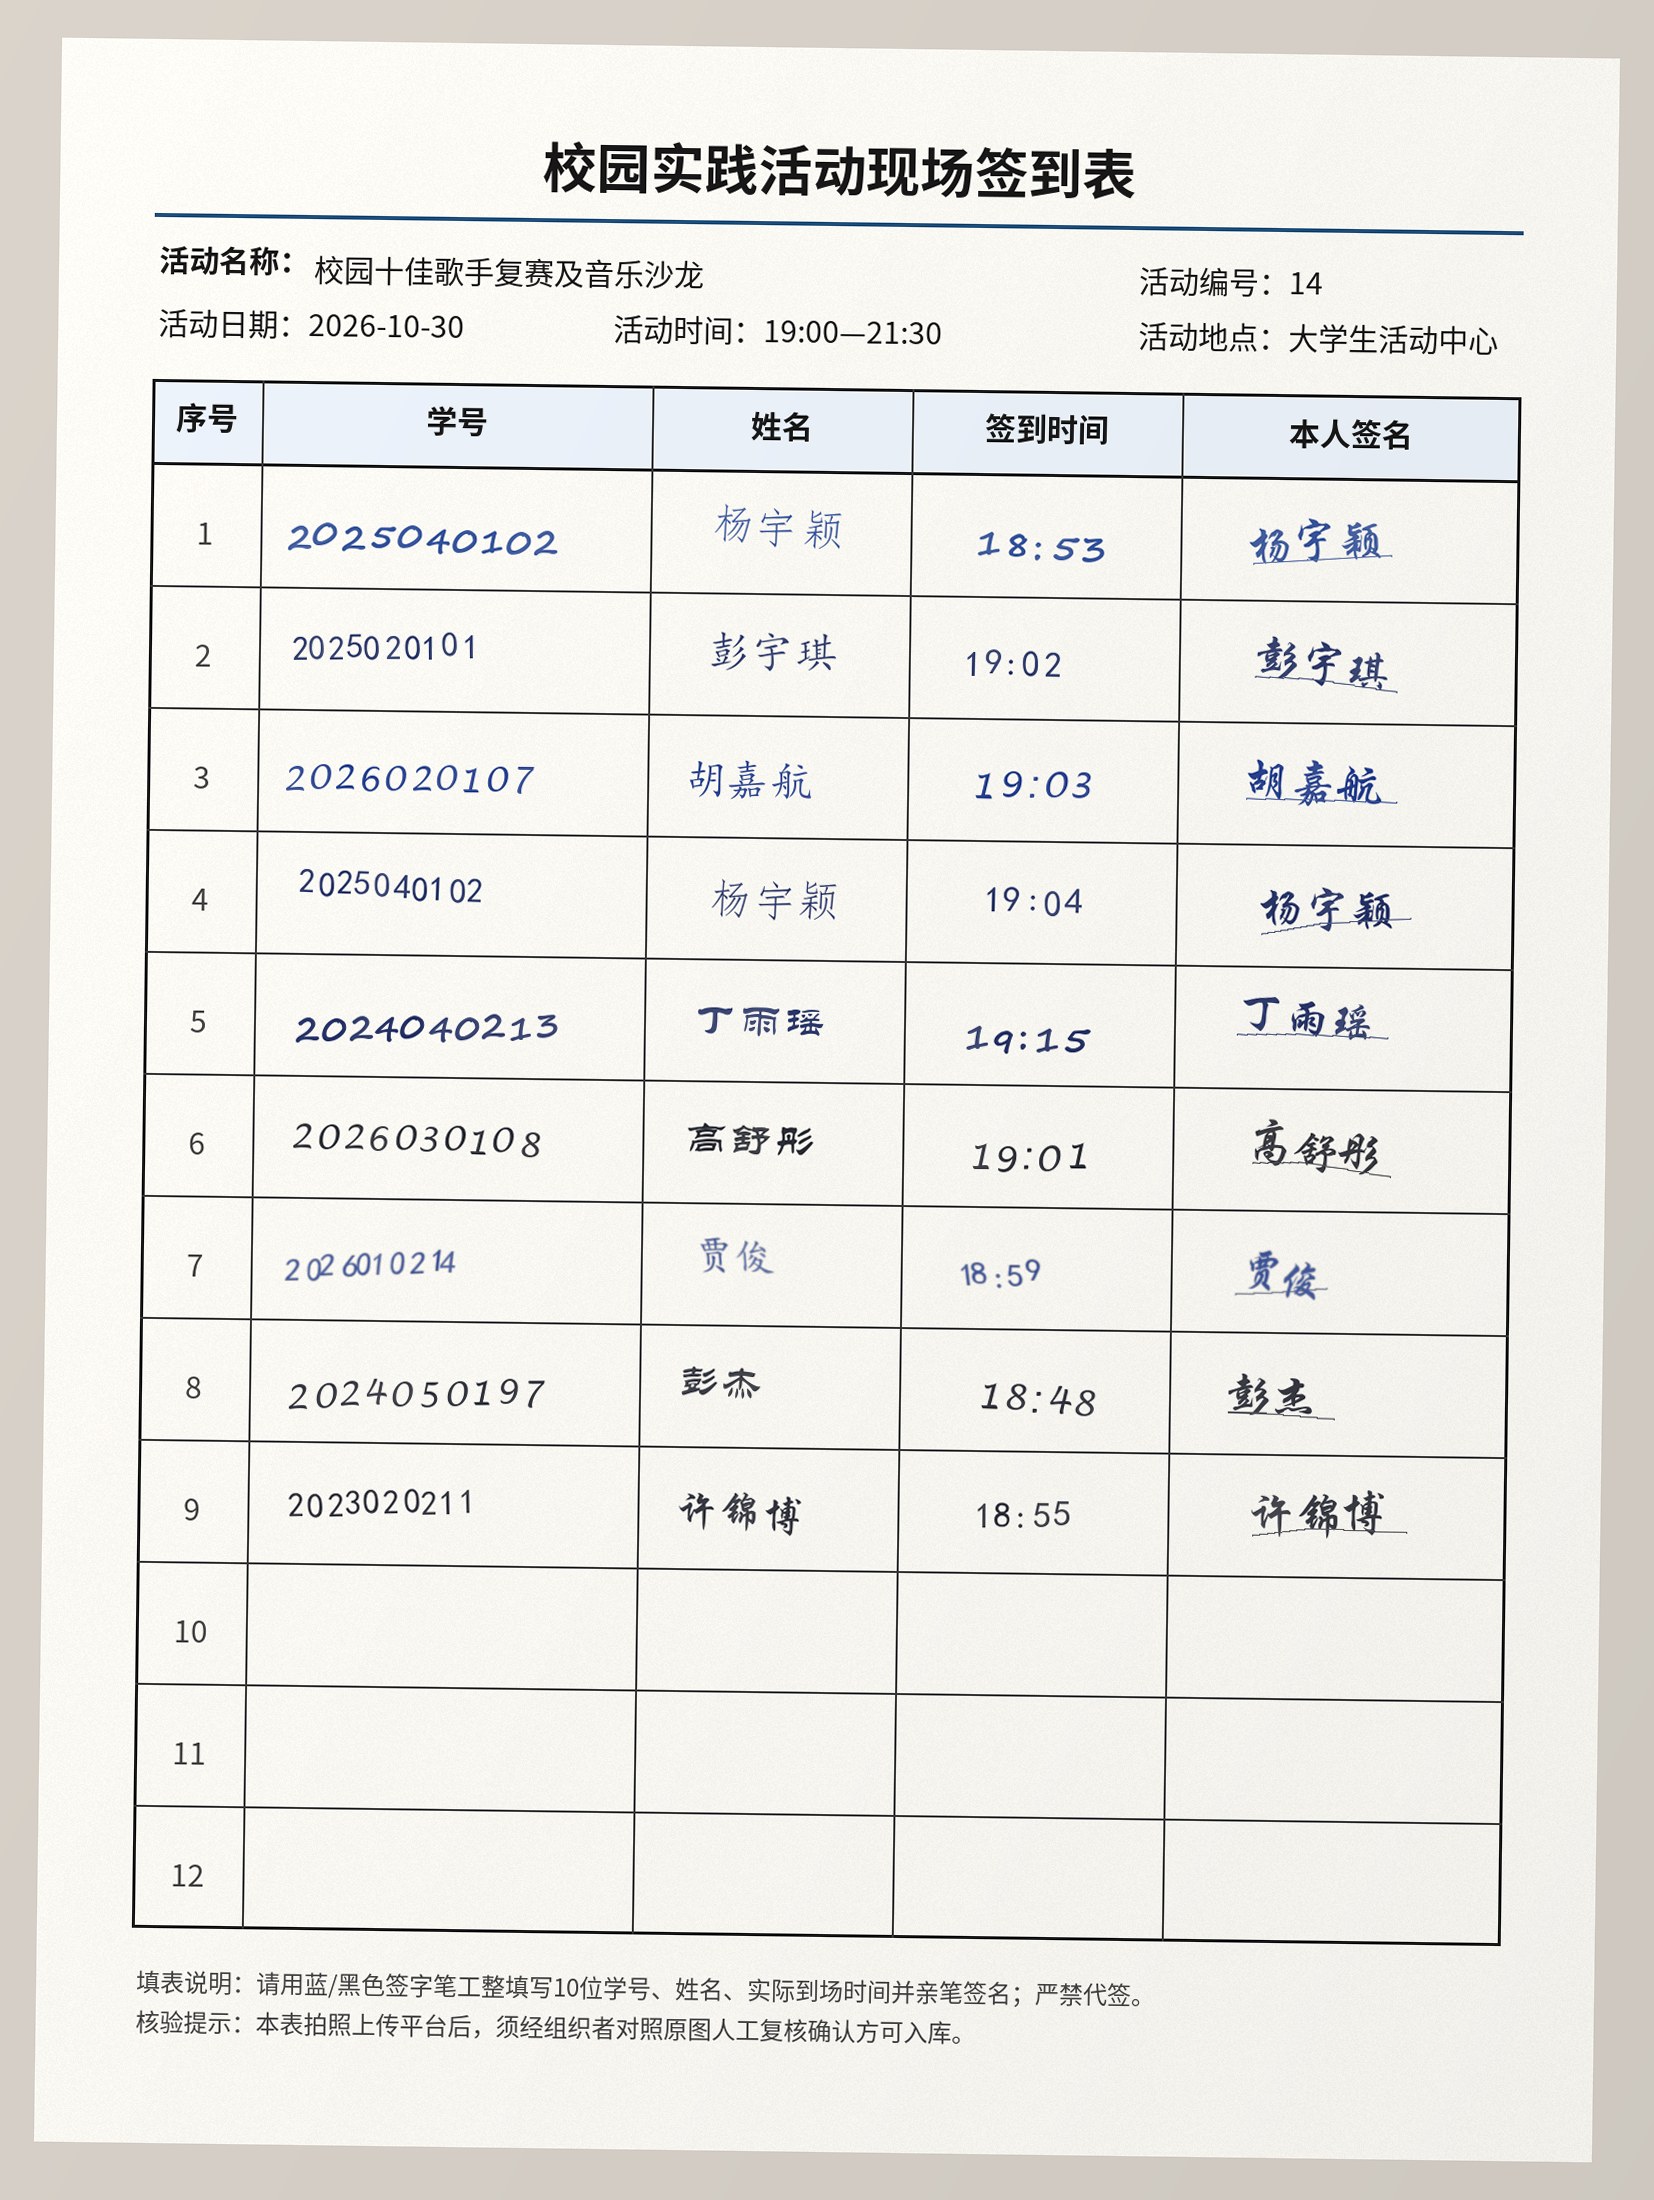 校园实践活动现场签到表
活动名称： 校园十佳歌手复赛及音乐沙龙 活动编号：14
活动日期：2026-10-30 活动时间：19:00—21:30 活动地点：大学生活动中心
序号 学号 姓名 签到时间 本人签名
1 2025040102 杨宇颖 18:53 杨宇颖
2 2025020101 彭宇琪 19:02 彭宇琪
3 2026020107 胡嘉航 19:03 胡嘉航
4 2025040102 杨宇颖 19:04 杨宇颖
5 2024040213 丁雨瑶 19:15 丁雨瑶
6 2026030108 高舒彤 19:01 高舒彤
7 2026010214 贾俊 18:59 贾俊
8 2024050197 彭杰 18:48 彭杰
9 2023020211 许锦博 18:55 许锦博
10
11
12
填表说明：请用蓝/黑色签字笔工整填写10位学号、姓名、实际到场时间并亲笔签名；严禁代签。
核验提示：本表拍照上传平台后，须经组织者对照原图人工复核确认方可入库。